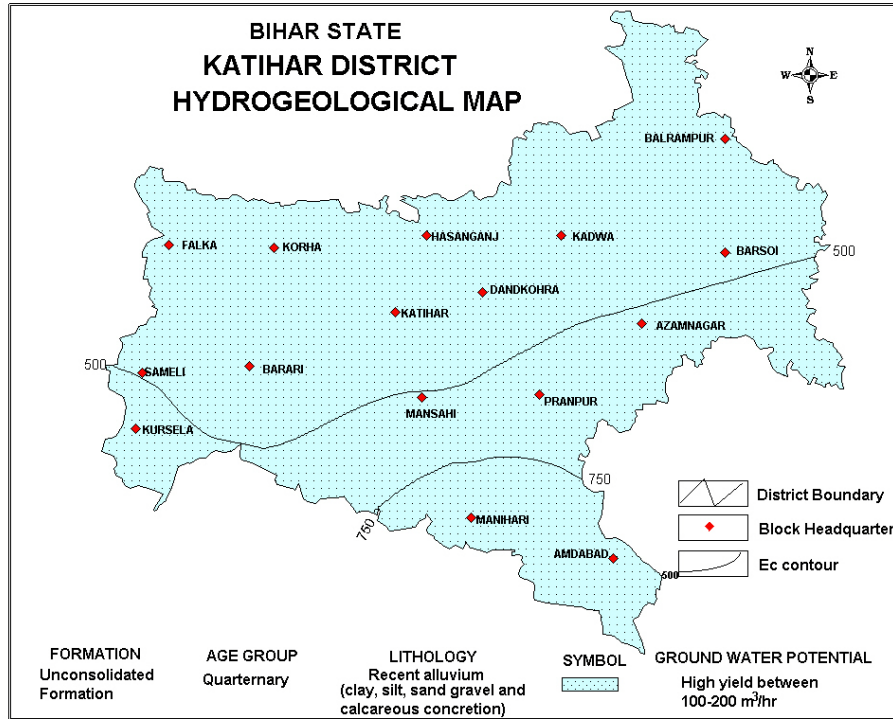 BIHAR STATE
KATIHAR DISTRICT
HYDROGEOLOGICAL MAP
N
W E
S
BALRAMPUR
HASANGANJ
KADWA
FALKA
KORHA
BARSOI
500
DANDKOHRA
KATIHAR
AZAMNAGAR
500
SAMELI
BARARI
PRANPUR
MANSAHI
KURSELA
750
District Boundary
MANIHARI
750
Block Headquarter
AMDABAD
500
Ec contour
FORMATION
Unconsolidated
Formation
AGE GROUP
Quarternary
LITHOLOGY
Recent alluvium
(clay, silt, sand gravel and
calcareous concretion)
SYMBOL
GROUND WATER POTENTIAL
High yield between
100-200 m³/hr